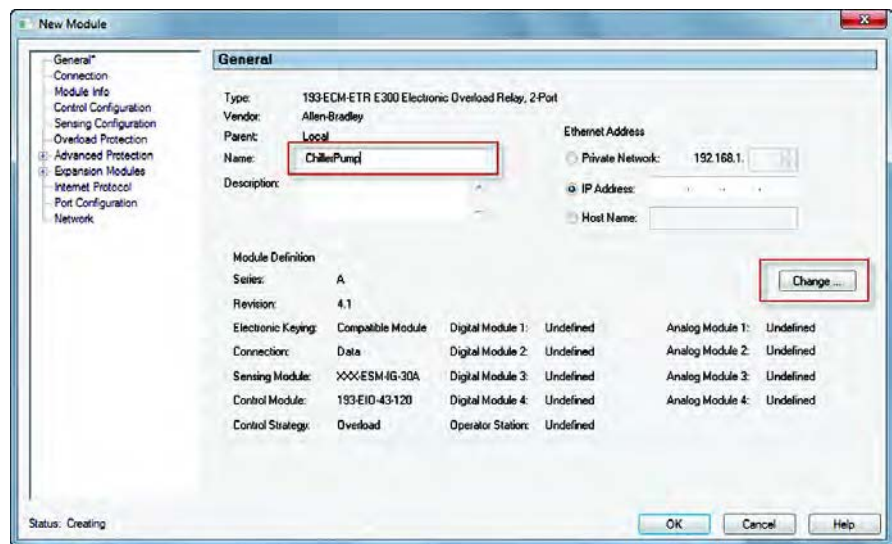 New Module
General*
Connection
Module Info
Control Configuration
Sensing Configuration
Overload Protection
Advanced Protection
Expansion Modules
Internet Protocol
Port Configuration
Network
General
Type: 193-ECM-ETR E300 Electronic Overload Relay, 2-Port
Vendor: Allen-Bradley
Parent: Local
Name: ChillerPump
Description:
Ethernet Address
Private Network: 192.168.1.
IP Address:
Host Name:
Module Definition
Series: A
Revision: 4.1
Change ...
Electronic Keying: Compatible Module Digital Module 1: Undefined Analog Module 1: Undefined
Connection: Data Digital Module 2: Undefined Analog Module 2: Undefined
Sensing Module: XXX-ESM-IG-30A Digital Module 3: Undefined Analog Module 3: Undefined
Control Module: 193-EIO-43-120 Digital Module 4: Undefined Analog Module 4: Undefined
Control Strategy: Overload Operator Station: Undefined
Status: Creating
OK Cancel Help